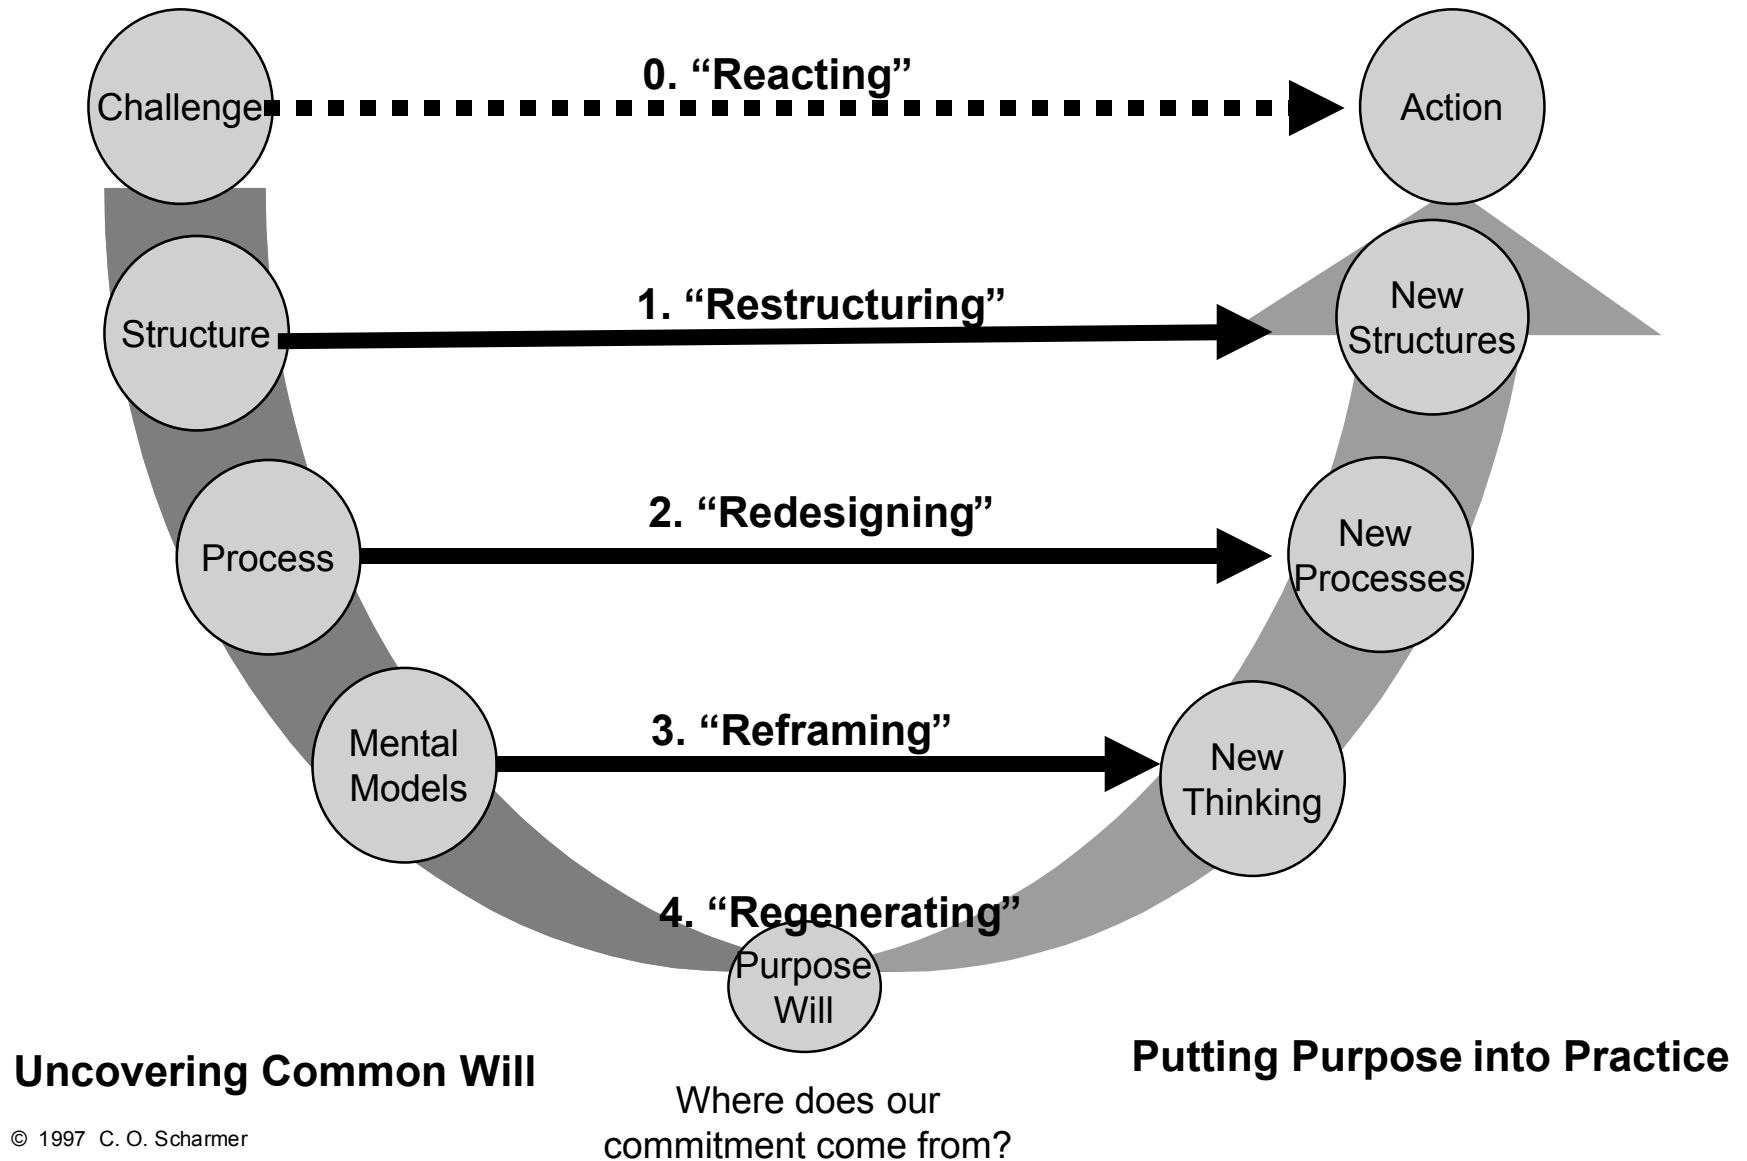 0. “Reacting”
Challenge
Action
1. “Restructuring”
Structure
New
Structures
2. “Redesigning”
Process
New
Processes
3. “Reframing”
Mental
Models
New
Thinking
4. “Regenerating”
Purpose
Will
Uncovering Common Will
Putting Purpose into Practice
Where does our
commitment come from?
© 1997 C. O. Scharmer